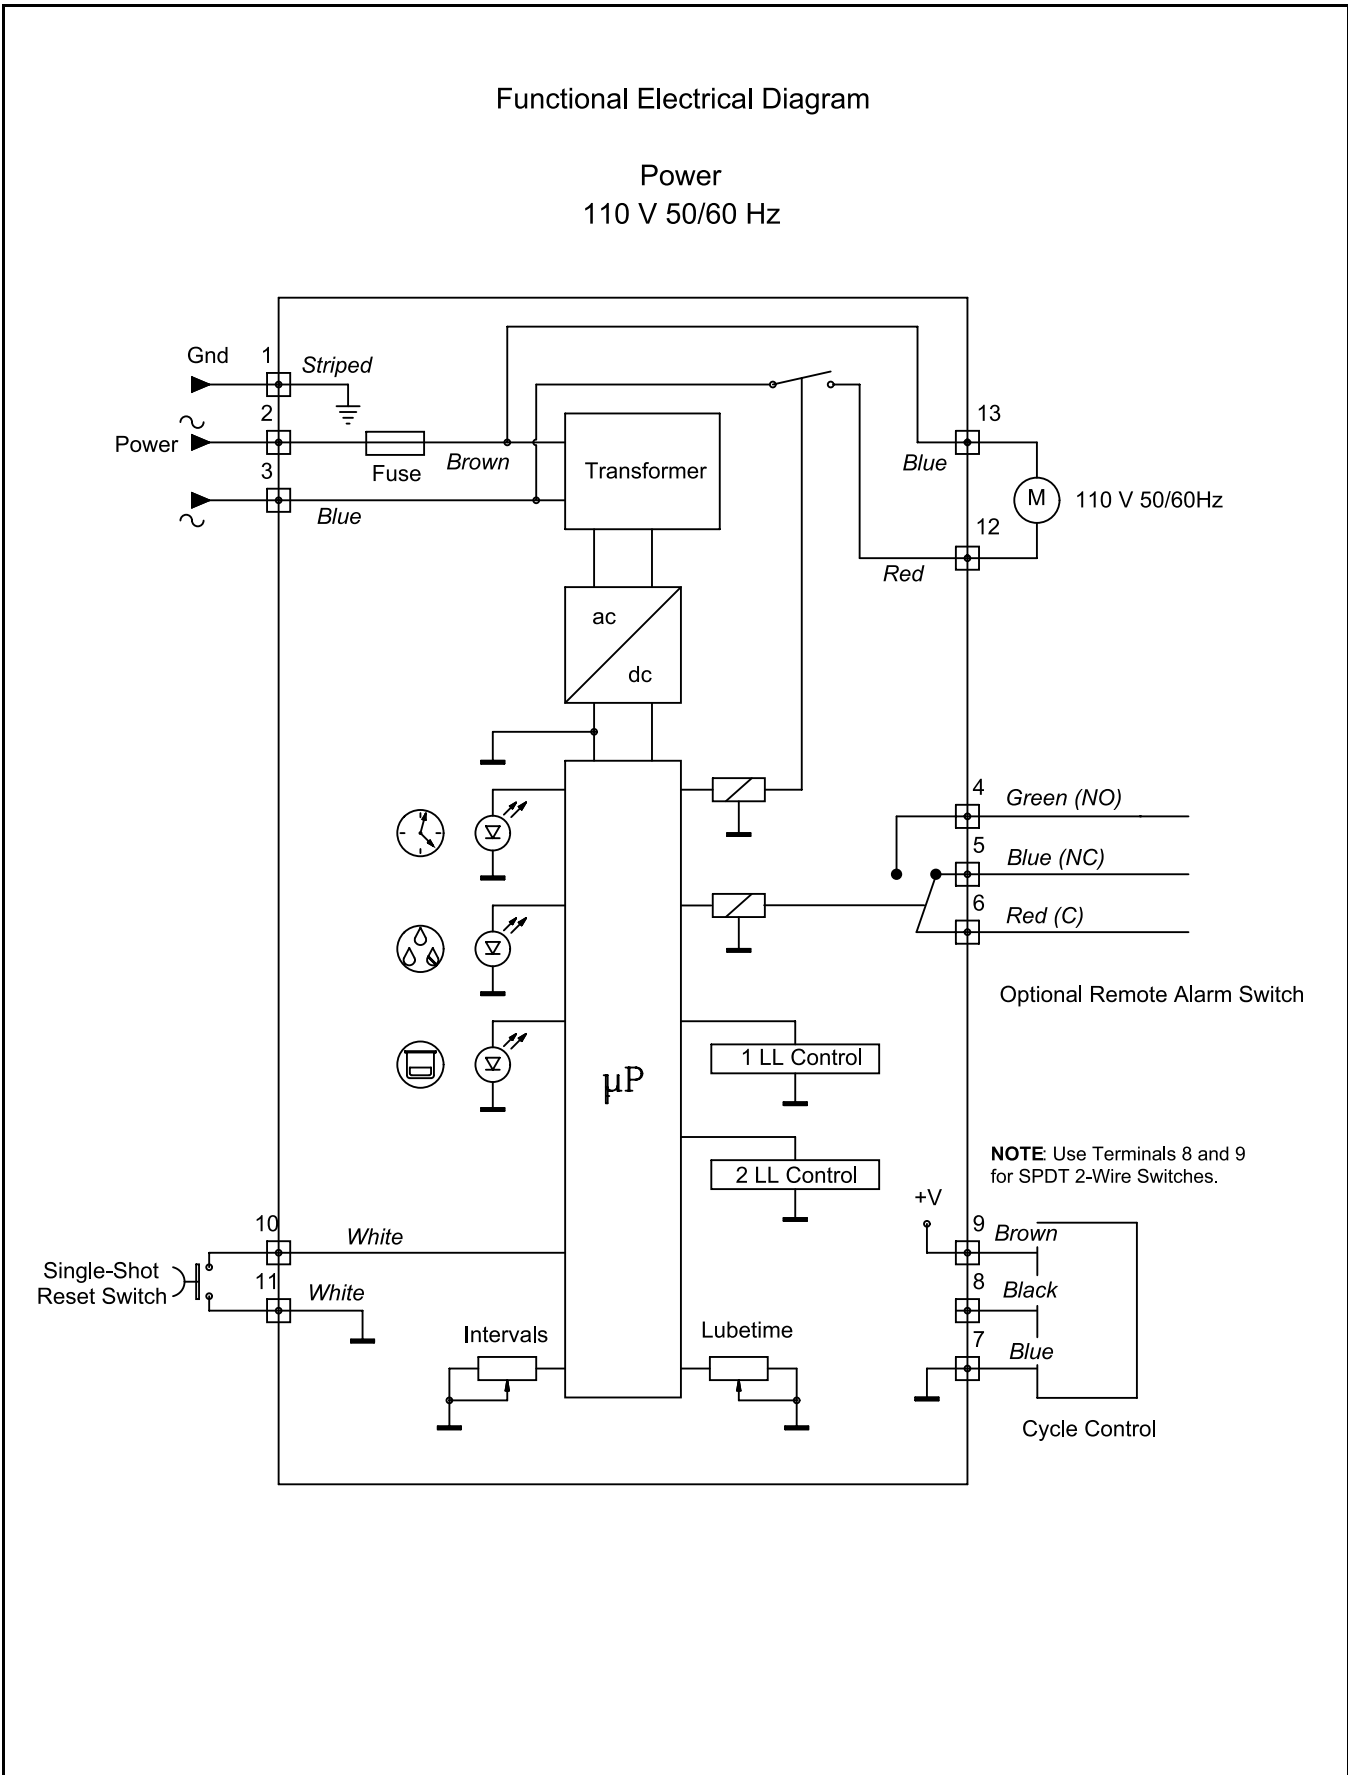 Functional Electrical Diagram
Power
110 V 50/60 Hz
Gnd
1
Striped
2
Power
Fuse
Brown
3
Blue
Transformer
13
Blue
M
110 V 50/60Hz
12
Red
ac
dc
4
Green (NO)
5
Blue (NC)
6
Red (C)
Optional Remote Alarm Switch
1 LL Control
µP
2 LL Control
NOTE: Use Terminals 8 and 9
for SPDT 2-Wire Switches.
+V
9
Brown
8
Black
7
Blue
Cycle Control
10
White
Single-Shot
Reset Switch
11
White
Intervals
Lubetime